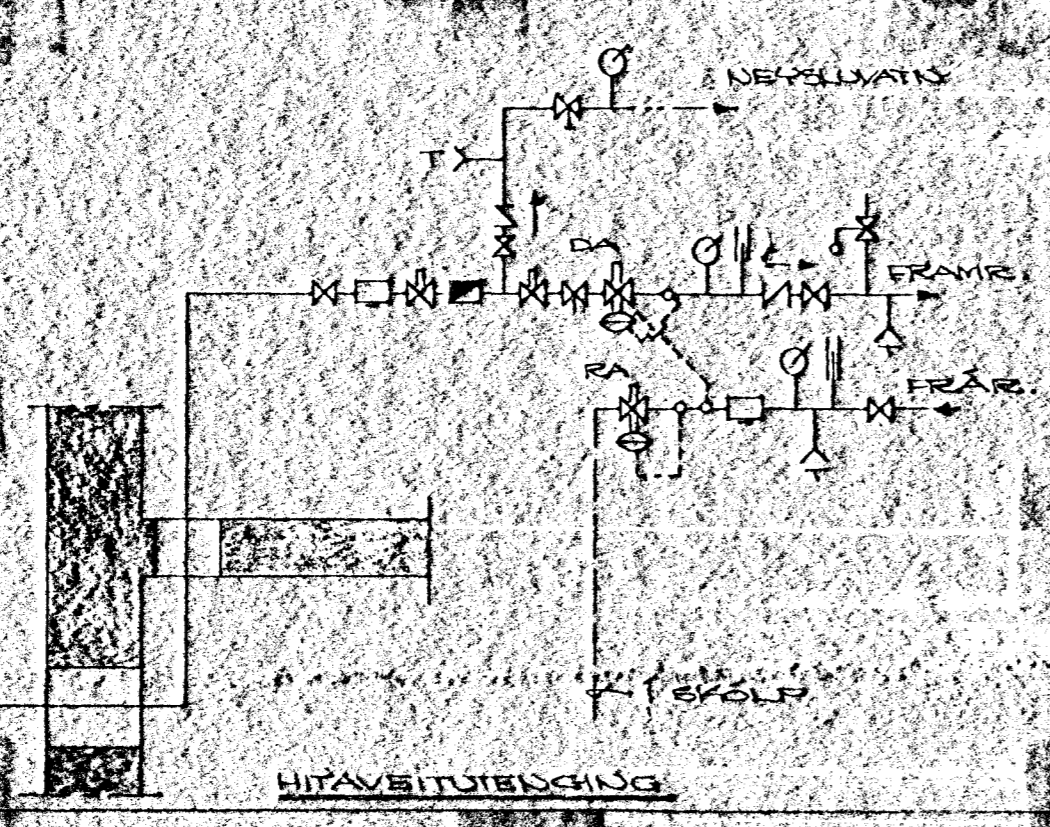 NEYSLUVATN
T
DA
FRAMR.
RA
FRÁR.
SKÓLP
HITAVEITUTENGING